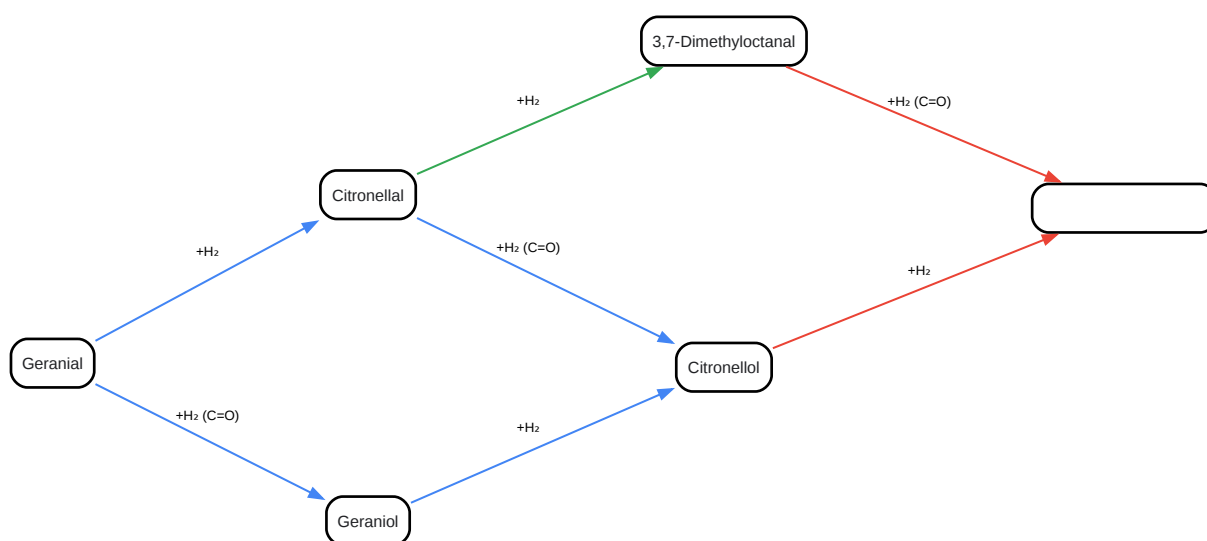 3,7-Dimethyloctanal
+H₂
+H₂ (C=O)
Citronellal
+H₂
+H₂ (C=O)
+H₂
Geranial
Citronellol
+H₂ (C=O)
+H₂
Geraniol